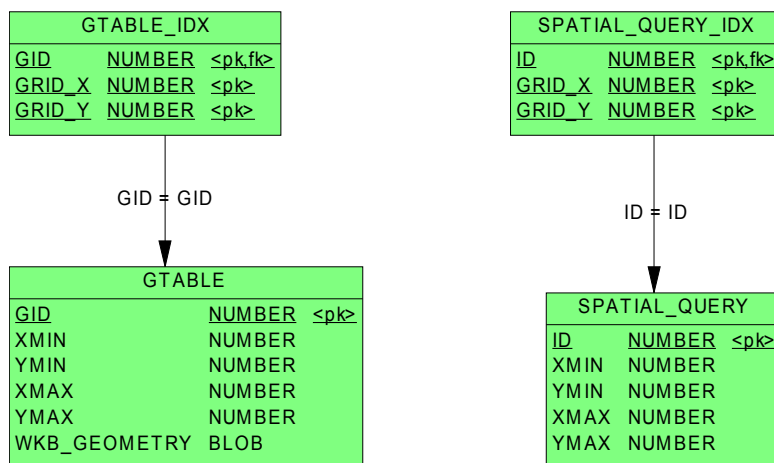 GTABLE_IDX
GID NUMBER <pk,fk>
GRID_X NUMBER <pk>
GRID_Y NUMBER <pk>
GID = GID
GTABLE
GID NUMBER <pk>
XMIN NUMBER
YMIN NUMBER
XMAX NUMBER
YMAX NUMBER
WKB_GEOMETRY BLOB
SPATIAL_QUERY_IDX
ID NUMBER <pk,fk>
GRID_X NUMBER <pk>
GRID_Y NUMBER <pk>
ID = ID
SPATIAL_QUERY
ID NUMBER <pk>
XMIN NUMBER
YMIN NUMBER
XMAX NUMBER
YMAX NUMBER